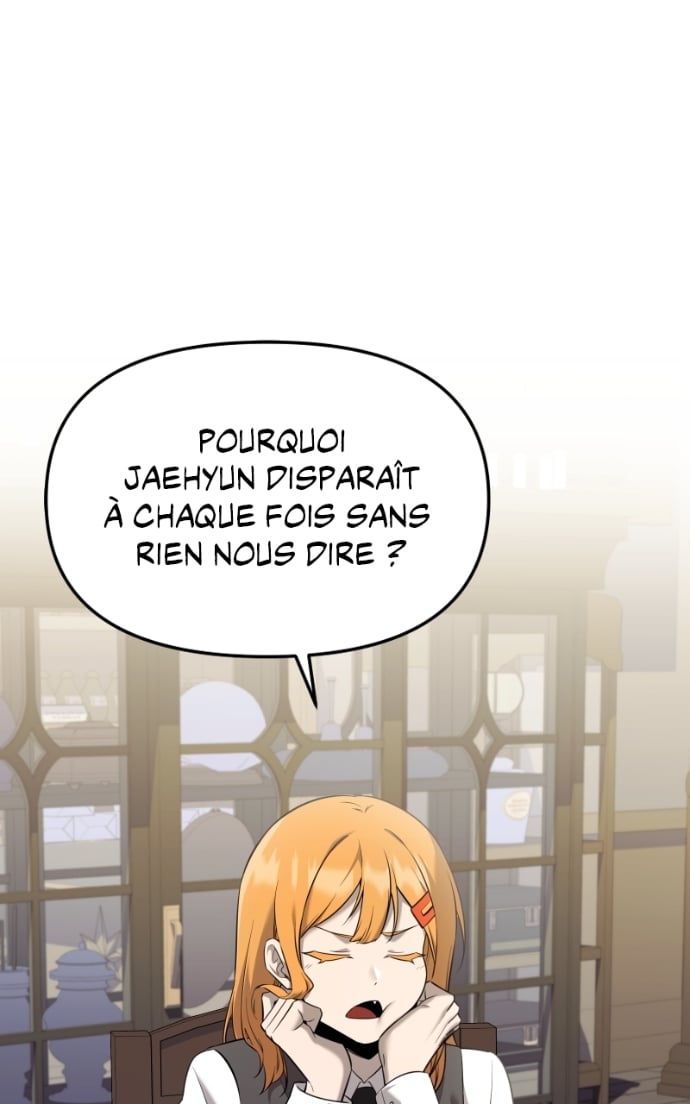 POURQUOI
JAEHYUN DISPARAÎT
À CHAQUE FOIS SANS
RIEN NOUS DIRE ?